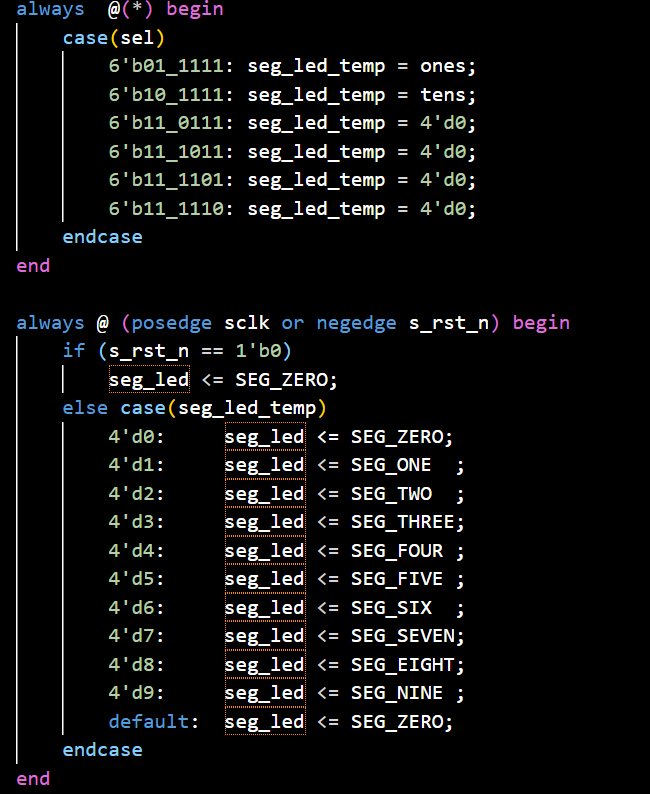 always  @(*) begin
    case(sel)
        6'b01_1111: seg_led_temp = ones;
        6'b10_1111: seg_led_temp = tens;
        6'b11_0111: seg_led_temp = 4'd0;
        6'b11_1011: seg_led_temp = 4'd0;
        6'b11_1101: seg_led_temp = 4'd0;
        6'b11_1110: seg_led_temp = 4'd0;
    endcase
end
always @ (posedge sclk or negedge s_rst_n) begin
    if (s_rst_n == 1'b0)
        seg_led <= SEG_ZERO;
    else case(seg_led_temp)
        4'd0:     seg_led <= SEG_ZERO;
        4'd1:     seg_led <= SEG_ONE  ;
        4'd2:     seg_led <= SEG_TWO  ;
        4'd3:     seg_led <= SEG_THREE;
        4'd4:     seg_led <= SEG_FOUR ;
        4'd5:     seg_led <= SEG_FIVE ;
        4'd6:     seg_led <= SEG_SIX  ;
        4'd7:     seg_led <= SEG_SEVEN;
        4'd8:     seg_led <= SEG_EIGHT;
        4'd9:     seg_led <= SEG_NINE ;
        default:  seg_led <= SEG_ZERO;
    endcase
end